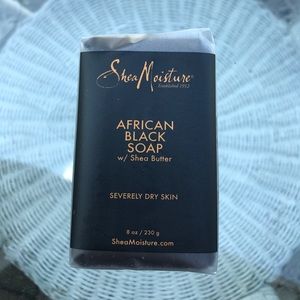 SheaMoisture®
Established 1912
AFRICAN
BLACK
SOAP
w/ Shea Butter
SEVERELY DRY SKIN
8 oz / 230 g
SheaMoisture.com